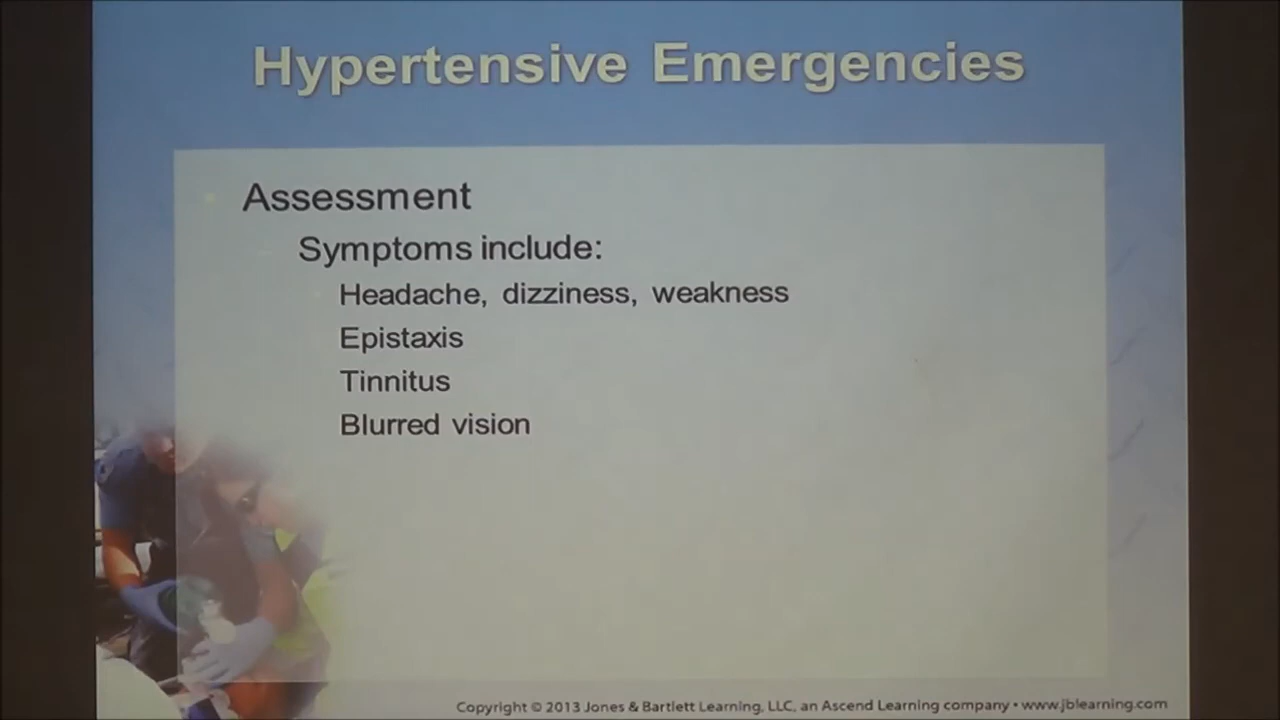 Hypertensive Emergencies
Assessment
Symptoms include:
Headache, dizziness, weakness
Epistaxis
Tinnitus
Blurred vision
Copyright © 2013 Jones & Bartlett Learning, LLC, an Ascend Learning company • www.jblearning.com